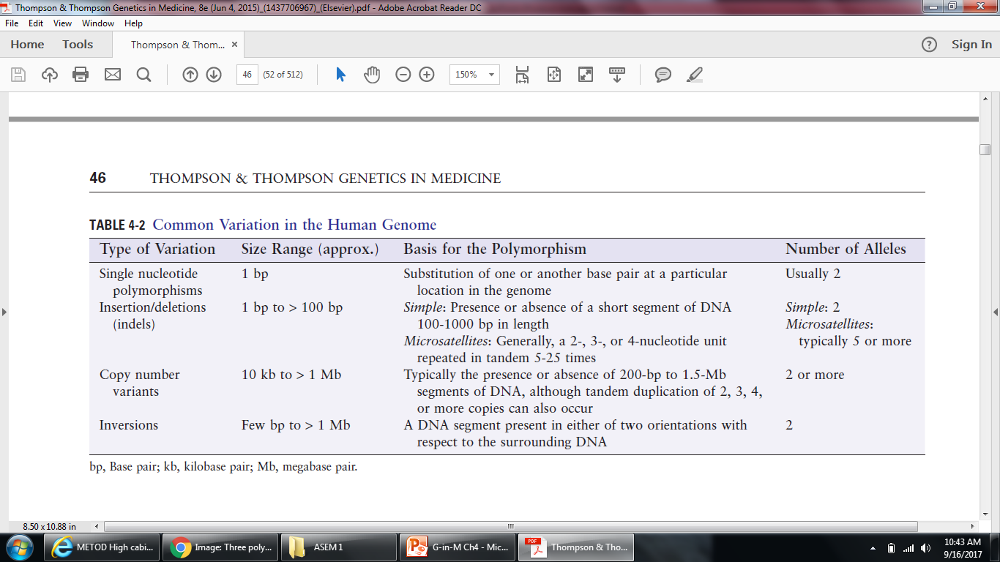 Thompson & Thompson Genetics in Medicine, 8e (Jun 4, 2015)_(1437706967)_(Elsevier).pdf - Adobe Acrobat Reader DC
File Edit View Window Help
Home Tools Thompson & Thom... × ? Sign In
46 (52 of 512) 150%
46 THOMPSON & THOMPSON GENETICS IN MEDICINE
TABLE 4-2 Common Variation in the Human Genome
Type of Variation Size Range (approx.) Basis for the Polymorphism Number of Alleles
Single nucleotide 1 bp Substitution of one or another base pair at a particular Usually 2
polymorphisms location in the genome
Insertion/deletions 1 bp to > 100 bp Simple: Presence or absence of a short segment of DNA Simple: 2
(indels) 100-1000 bp in length Microsatellites:
Microsatellites: Generally, a 2-, 3-, or 4-nucleotide unit typically 5 or more
repeated in tandem 5-25 times
Copy number 10 kb to > 1 Mb Typically the presence or absence of 200-bp to 1.5-Mb 2 or more
variants segments of DNA, although tandem duplication of 2, 3, 4,
or more copies can also occur
Inversions Few bp to > 1 Mb A DNA segment present in either of two orientations with 2
respect to the surrounding DNA
bp, Base pair; kb, kilobase pair; Mb, megabase pair.
8.50 x 10.88 in
METOD High cabi... Image: Three poly... ASEM 1 G-in-M Ch4 - Mic... PDF Thompson & Tho... 10:43 AM
9/16/2017